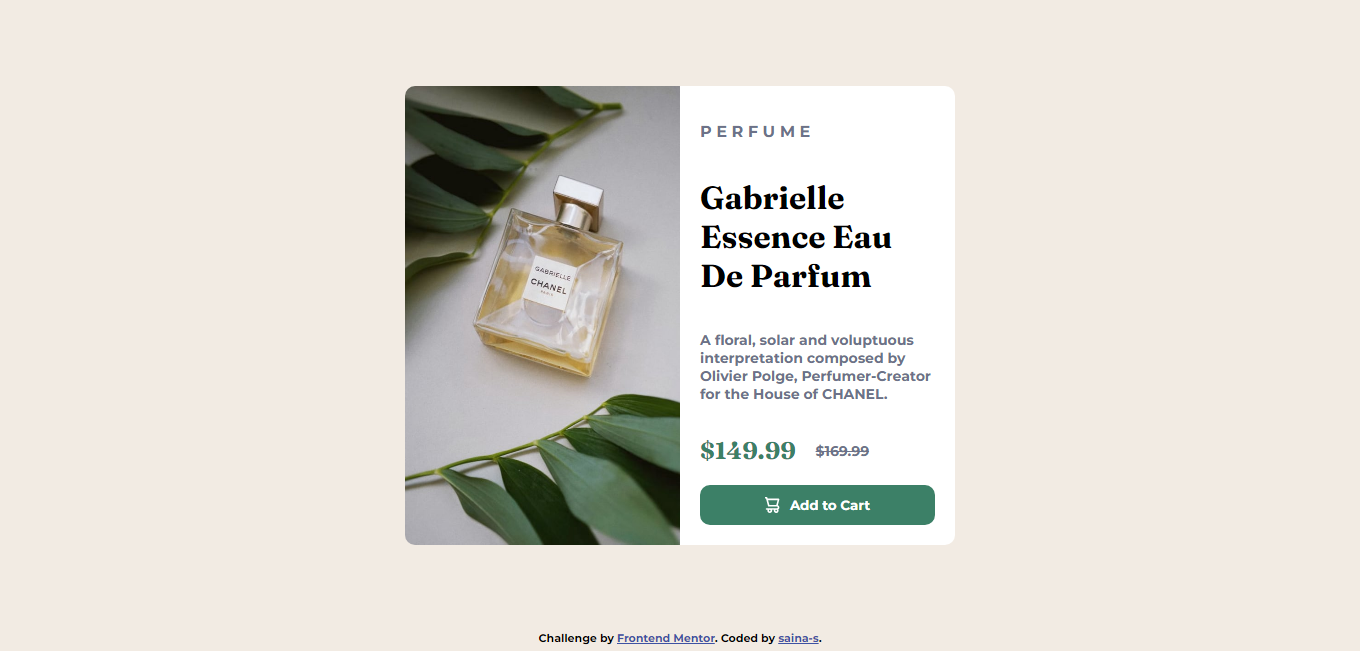 PERFUME
Gabrielle
Essence Eau
De Parfum
GABRIELLE
CHANEL
PARIS
A floral, solar and voluptuous
interpretation composed by
Olivier Polge, Perfumer-Creator
for the House of CHANEL.
$149.99 $169.99
Add to Cart
Challenge by Frontend Mentor. Coded by saina-s.